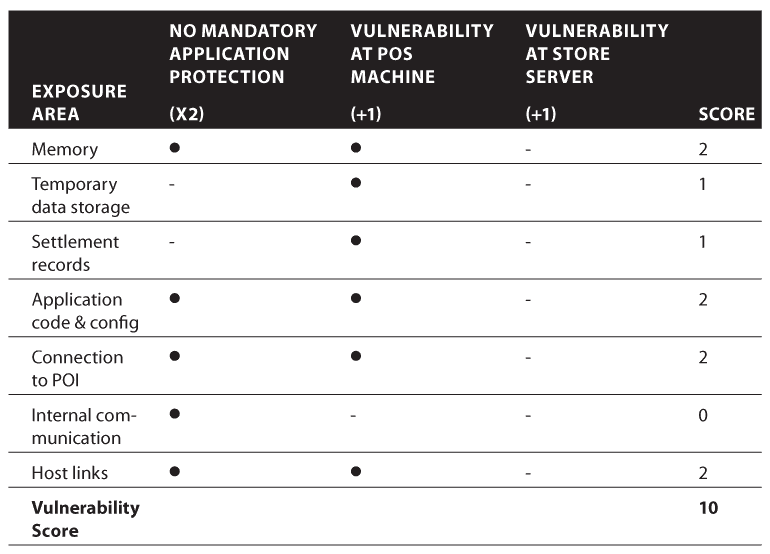 EXPOSURE AREA | NO MANDATORY APPLICATION PROTECTION (X2) | VULNERABILITY AT POS MACHINE (+1) | VULNERABILITY AT STORE SERVER (+1) | SCORE
Memory ● ● - 2
Temporary data storage - ● - 1
Settlement records - ● - 1
Application code & config ● ● - 2
Connection to POI ● ● - 2
Internal com-munication ● - - 0
Host links ● ● - 2
Vulnerability Score 10